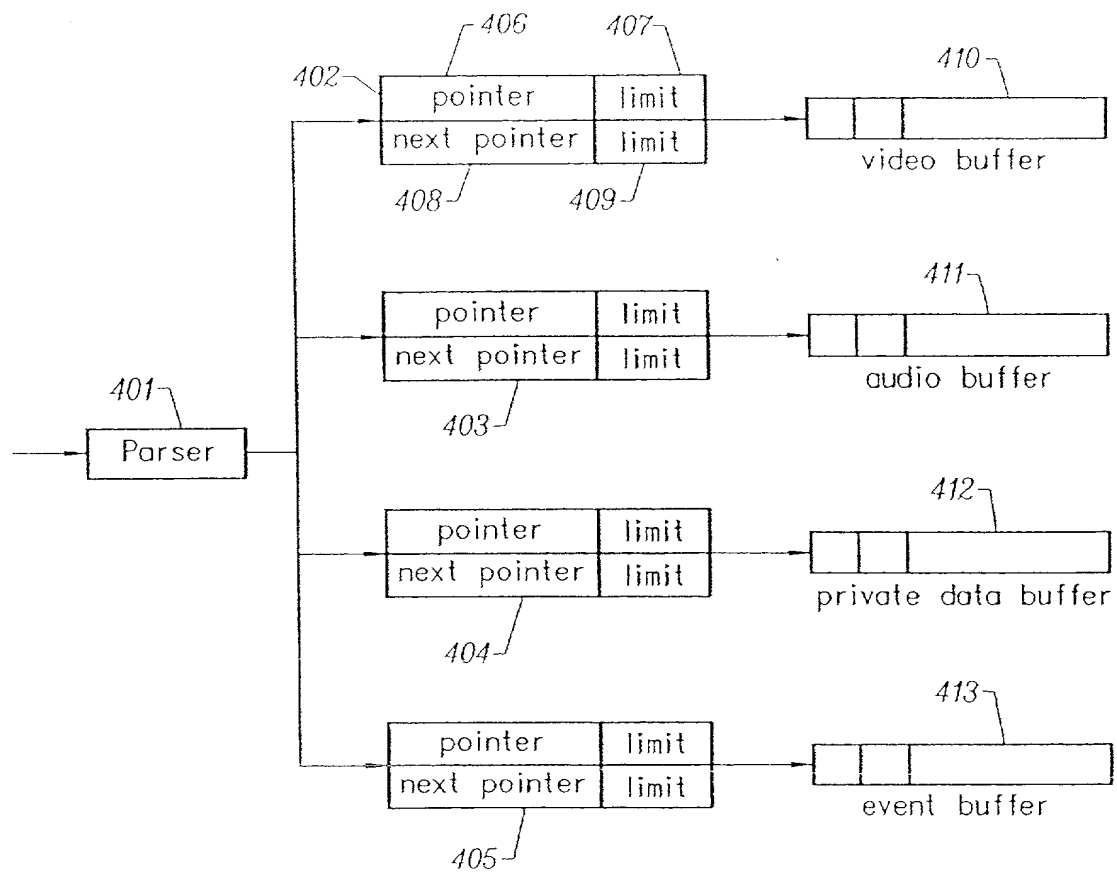 406
407
410
402
pointer limit
next pointer limit
video buffer
408
409
411
pointer limit
next pointer limit
audio buffer
401
403
Parser
412
pointer limit
next pointer limit
private data buffer
404
413
pointer limit
next pointer limit
event buffer
405